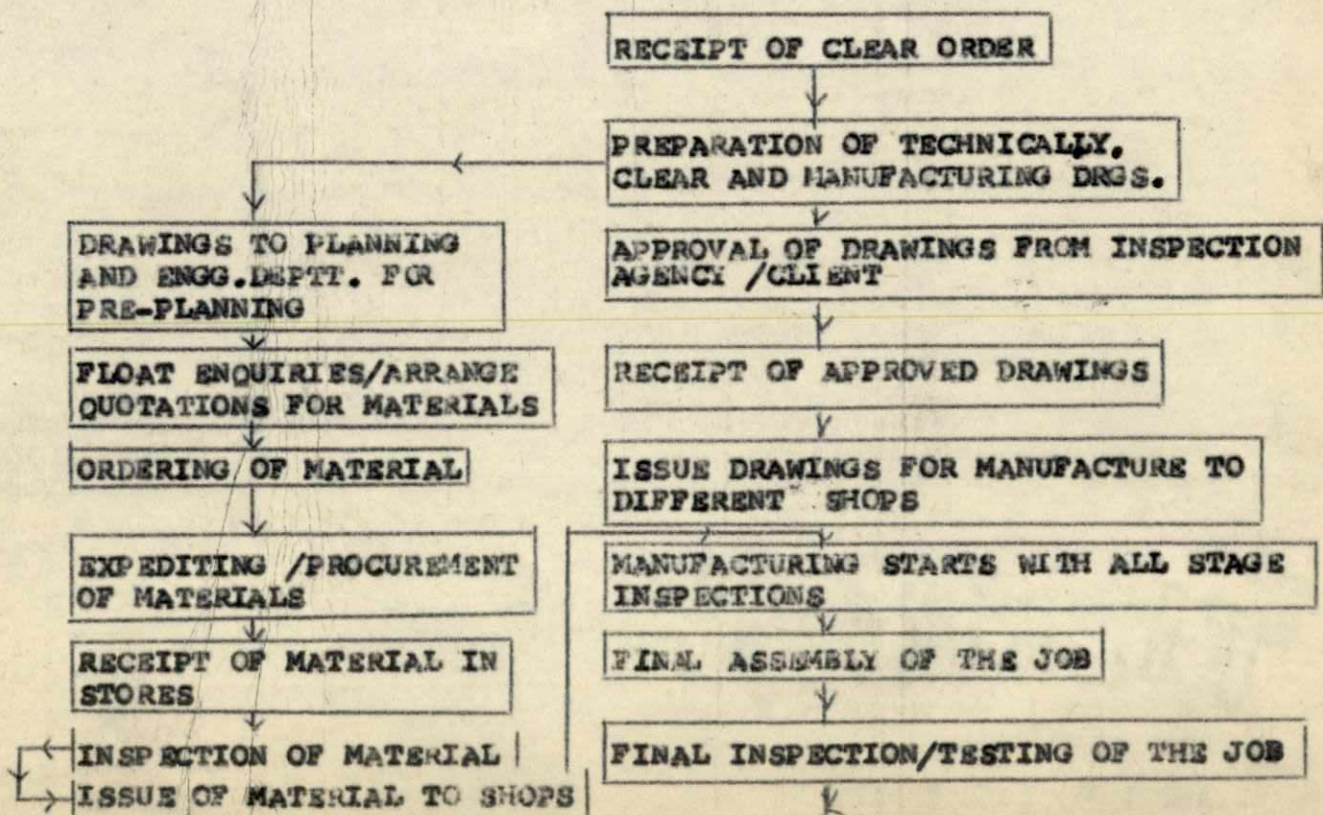 RECEIPT OF CLEAR ORDER
PREPARATION OF TECHNICALLY.
CLEAR AND MANUFACTURING DRGS.
DRAWINGS TO PLANNING
AND ENGG.DEPTT. FOR
PRE-PLANNING
APPROVAL OF DRAWINGS FROM INSPECTION
AGENCY /CLIENT
FLOAT ENQUIRIES/ARRANGE
QUOTATIONS FOR MATERIALS
RECEIPT OF APPROVED DRAWINGS
ORDERING OF MATERIAL
ISSUE DRAWINGS FOR MANUFACTURE TO
DIFFERENT SHOPS
EXPEDITING /PROCUREMENT
OF MATERIALS
MANUFACTURING STARTS WITH ALL STAGE
INSPECTIONS
RECEIPT OF MATERIAL IN
STORES
FINAL ASSEMBLY OF THE JOB
INSPECTION OF MATERIAL
ISSUE OF MATERIAL TO SHOPS
FINAL INSPECTION/TESTING OF THE JOB